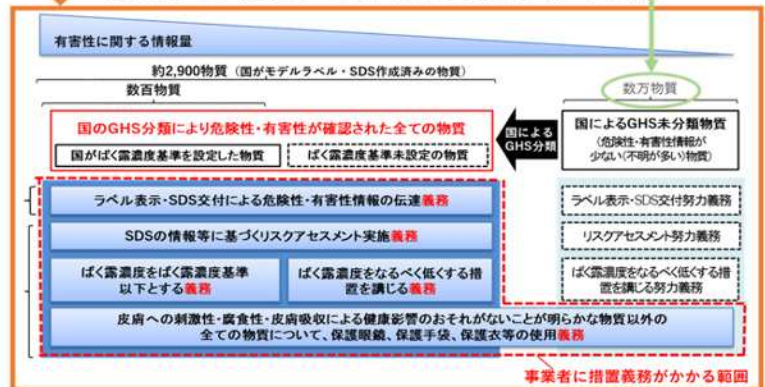 有害性に関する情報量
約2,900物質（国がモデルラベル・SDS作成済みの物質）
数百物質
数万物質
国のGHS分類により危険性・有害性が確認された全ての物質
国がばく露濃度基準を設定した物質
ばく露濃度基準未設定の物質
国による
GHS分類
国によるGHS未分類物質
（危険性・有害性情報が
少ない（不明が多い）物質）
ラベル表示・SDS交付による危険性・有害性情報の伝達義務
ラベル表示・SDS交付努力義務
SDSの情報等に基づくリスクアセスメント実施義務
リスクアセスメント努力義務
ばく露濃度をばく露濃度基準
以下とする義務
ばく露濃度をなるべく低くする措
置を講じる義務
ばく露濃度をなるべく低くする措
置を講じる努力義務
皮膚への刺激性・腐食性・皮膚吸収による健康影響のおそれがないことが明らかな物質以外の
全ての物質について、保護眼鏡、保護手袋、保護衣等の使用義務
事業者に措置義務がかかる範囲